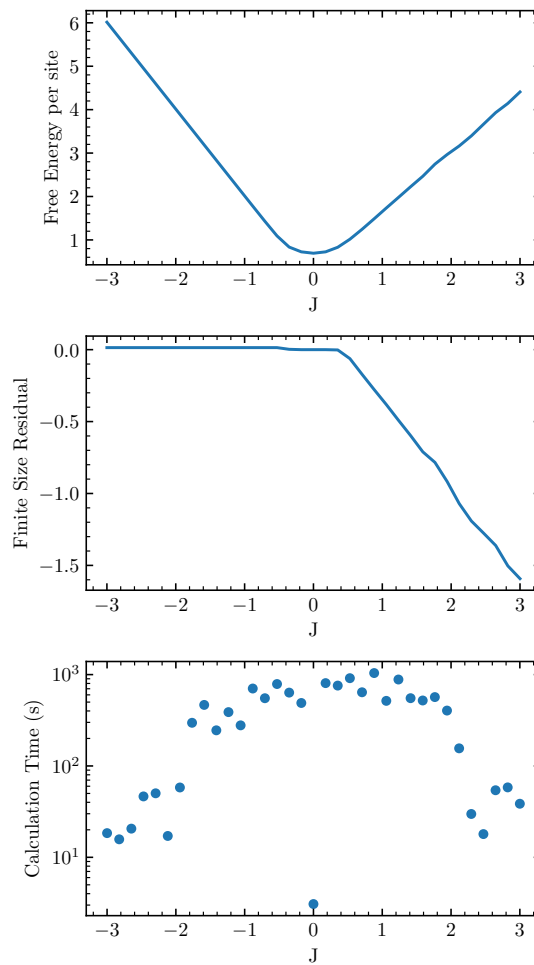 Free Energy per site
6
5
4
3
2
1
−3 −2 −1 0 1 2 3
J
Finite Size Residual
0.0
−0.5
−1.0
−1.5
−3 −2 −1 0 1 2 3
J
Calculation Time (s)
10³
10²
10¹
−3 −2 −1 0 1 2 3
J